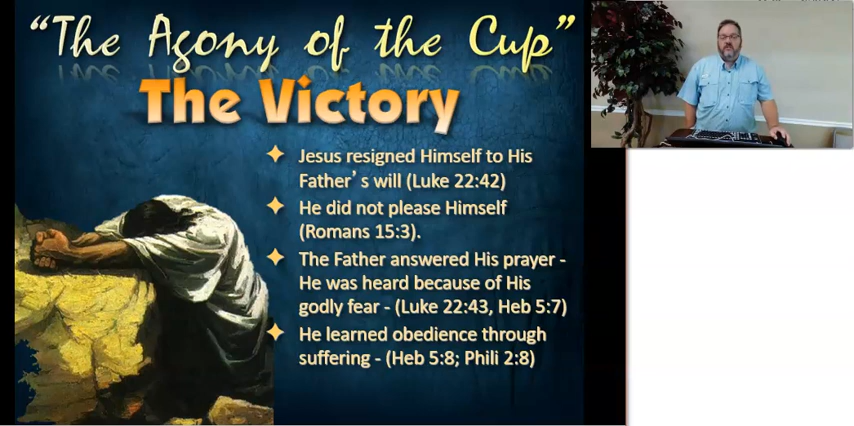 “The Agony of the Cup”
The Victory
Jesus resigned Himself to His
Father’s will (Luke 22:42)
He did not please Himself
(Romans 15:3).
The Father answered His prayer -
He was heard because of His
godly fear - (Luke 22:43, Heb 5:7)
He learned obedience through
suffering - (Heb 5:8; Phili 2:8)